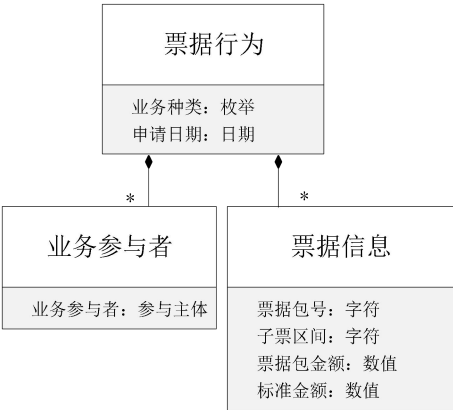 票据行为
业务种类：枚举
申请日期：日期
* *
业务参与者
业务参与者：参与主体
票据信息
票据包号：字符
子票区间：字符
票据包金额：数值
标准金额：数值